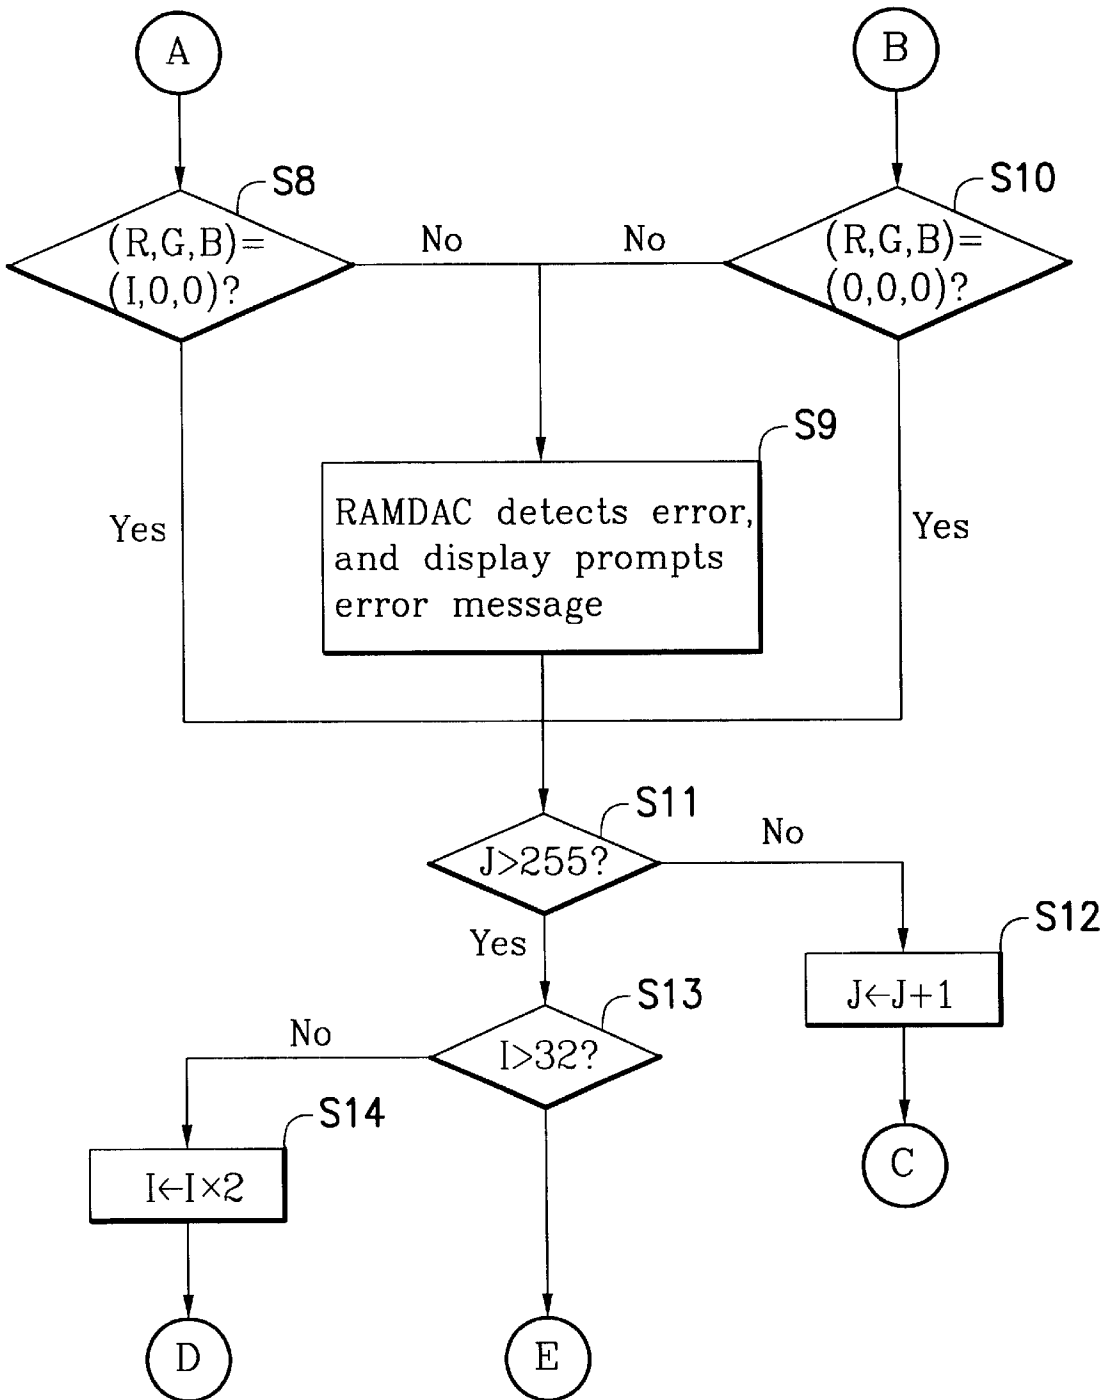 A
B
S8
S10
(R,G,B)=
(I,0,0)?
No
No
(R,G,B)=
(0,0,0)?
S9
Yes
RAMDAC detects error,
and display prompts
error message
Yes
S11
J>255?
No
Yes
S12
J←J+1
S13
I>32?
No
S14
I←I×2
C
D
E